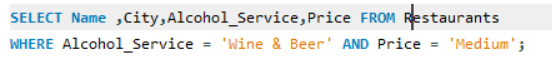 SELECT Name ,City,Alcohol_Service,Price FROM Restaurants
WHERE Alcohol_Service = 'Wine & Beer' AND Price = 'Medium';